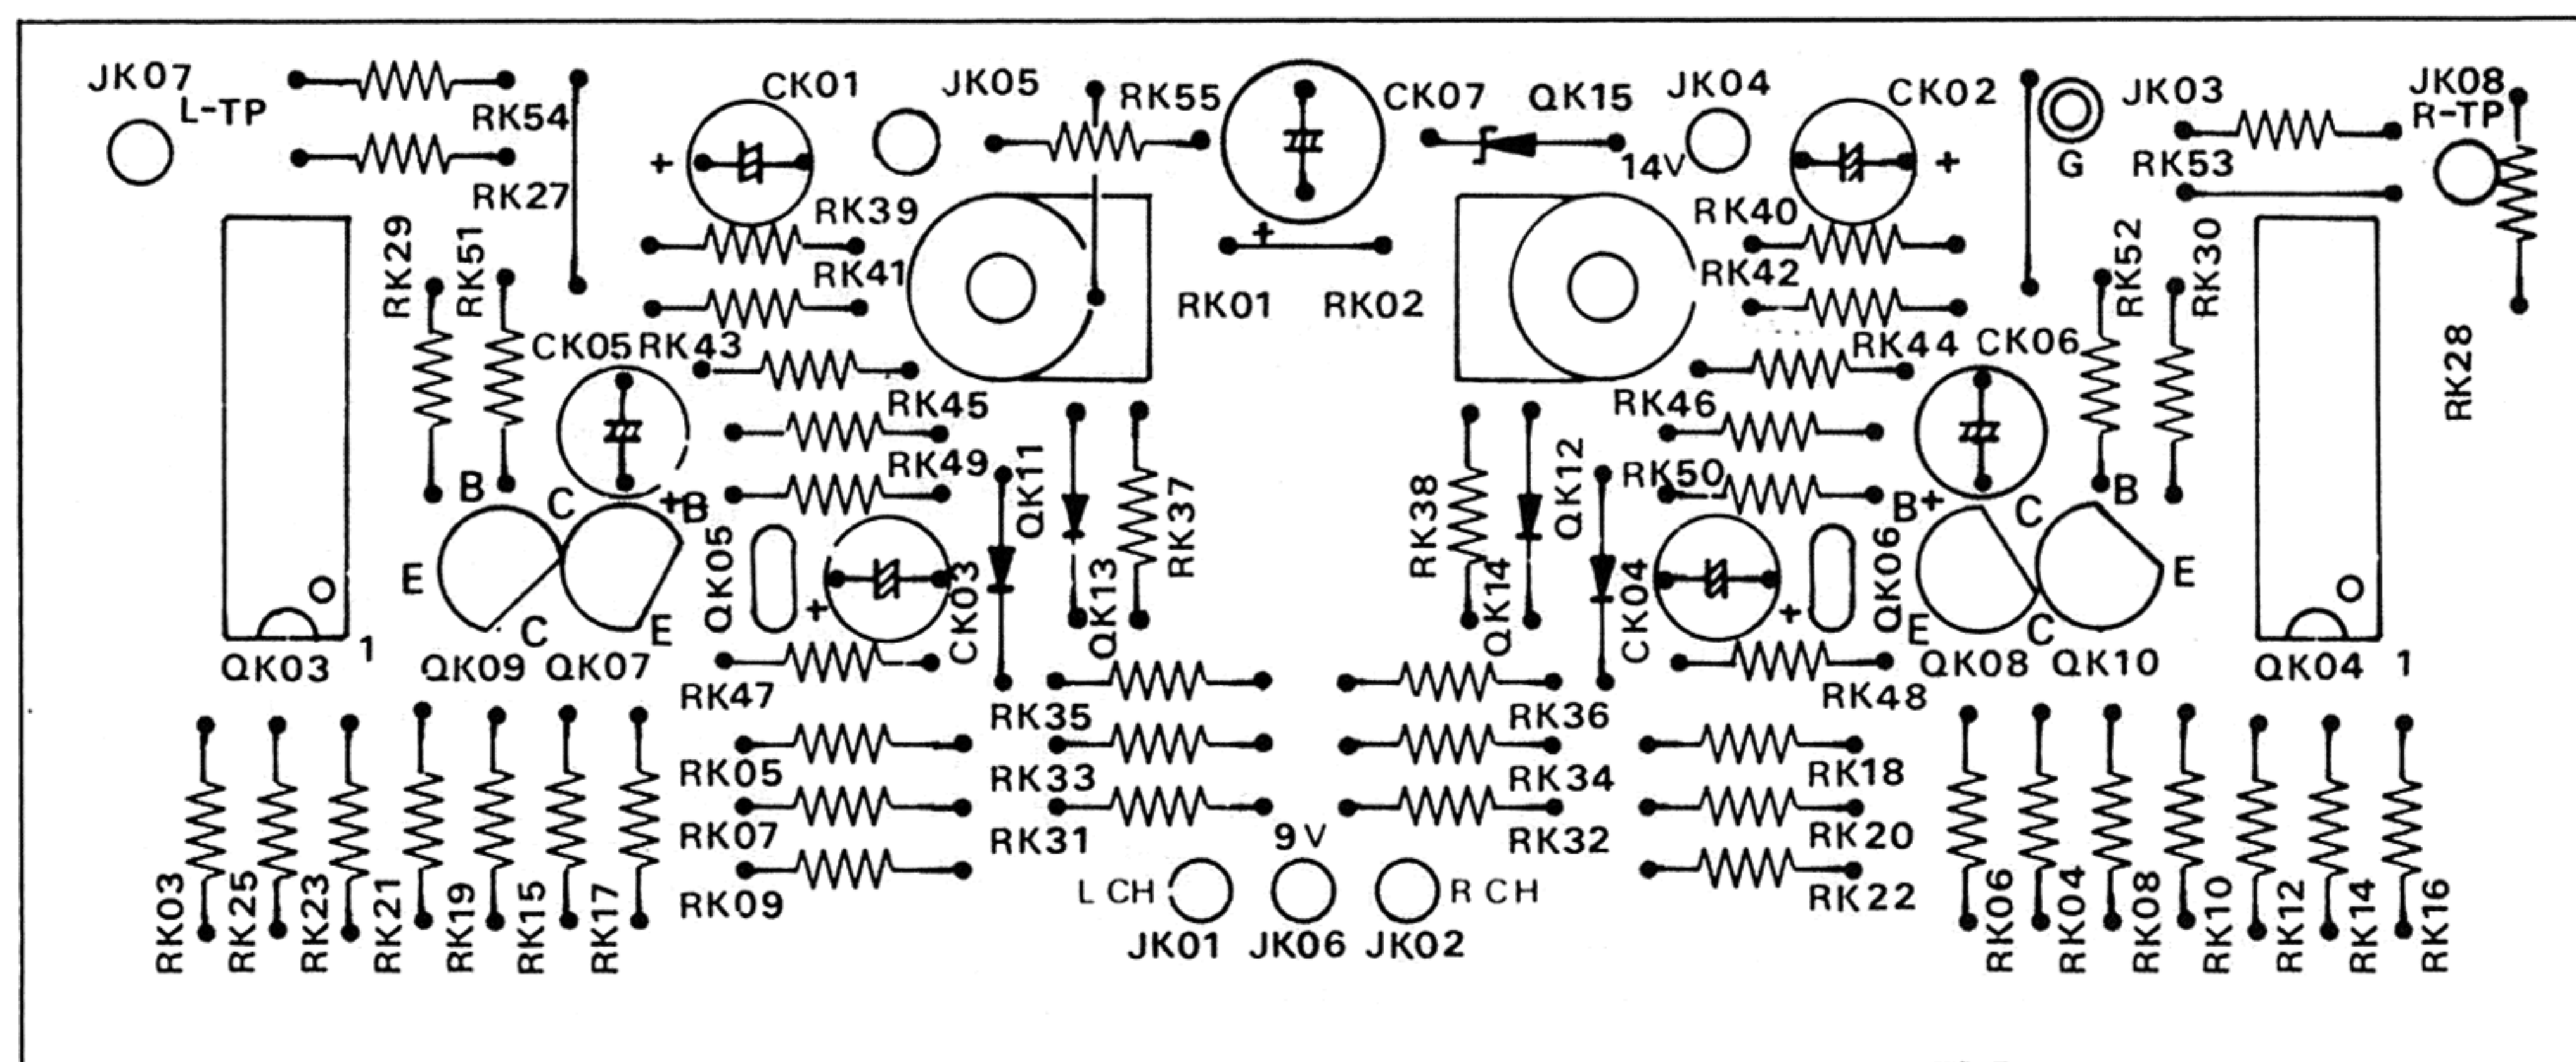 JK07
L-TP
RK54
RK27
CK01
+
JK05
RK55
CK07
+
QK15
14V
JK04
CK02
+
G
JK03
RK53
JK08
R-TP
RK29
RK51
RK39
RK41
RK43
RK01
RK02
RK40
RK42
RK44
CK06
RK52
RK30
RK28
CK05
RK45
RK49
QK11
RK37
RK38
QK12
RK46
RK50
B
C
+
B
E
C
E
QK05
+
CK03
QK13
QK14
CK04
+
QK06
B
+
C
B
E
E
C
QK03
1
QK09
QK07
RK47
RK35
RK36
RK48
QK08
QK10
QK04
1
RK05
RK33
RK34
RK18
RK07
RK31
9V
RK32
RK20
RK09
L CH
R CH
RK22
JK01
JK06
JK02
RK03
RK25
RK23
RK21
RK19
RK15
RK17
RK06
RK04
RK08
RK10
RK12
RK14
RK16